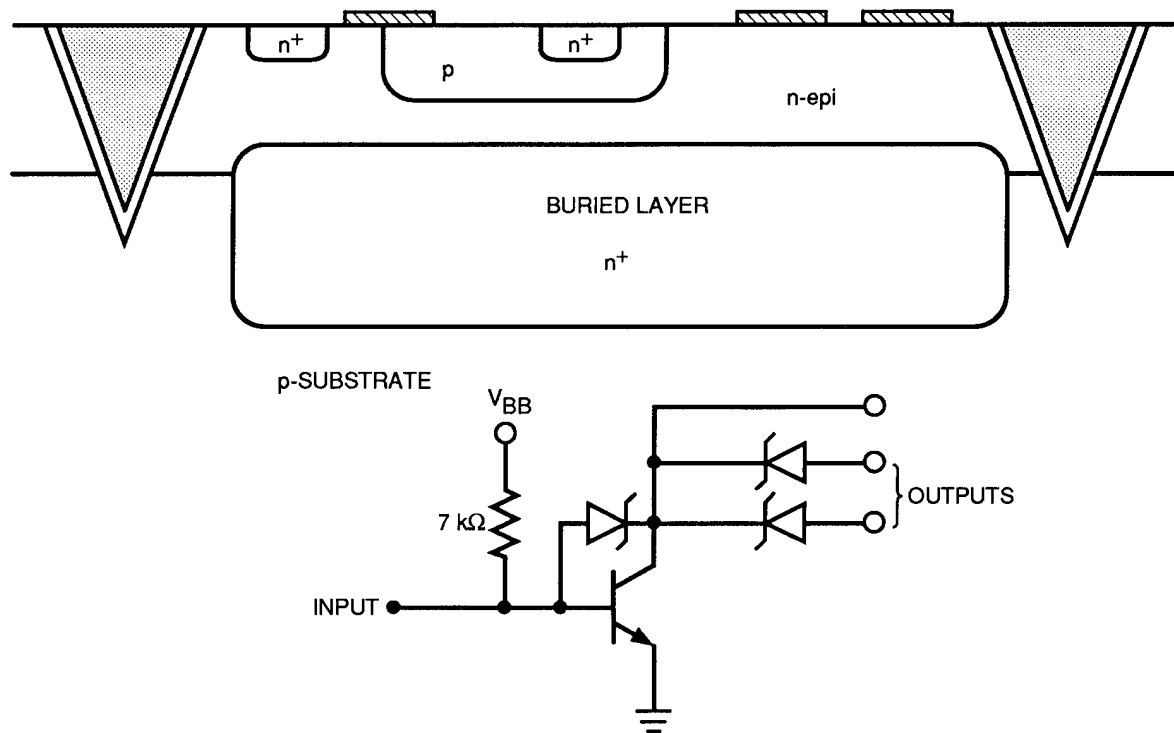 n+
n+
p
n-epi
BURIED LAYER
n+
p-SUBSTRATE
VBB
7 kΩ
OUTPUTS
INPUT